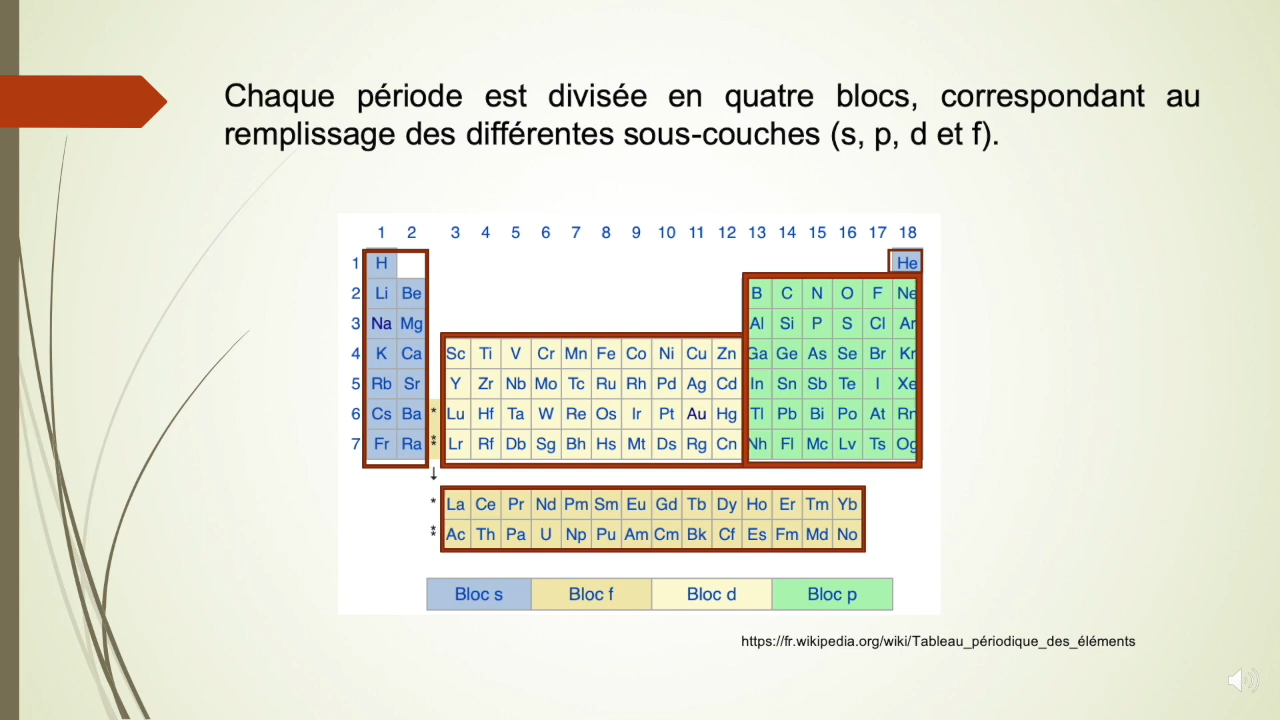 Chaque période est divisée en quatre blocs, correspondant au
remplissage des différentes sous-couches (s, p, d et f).
1 2 3 4 5 6 7 8 9 10 11 12 13 14 15 16 17 18
1 H He
2 Li Be B C N O F Ne
3 Na Mg Al Si P S Cl Ar
4 K Ca Sc Ti V Cr Mn Fe Co Ni Cu Zn Ga Ge As Se Br Kr
5 Rb Sr Y Zr Nb Mo Tc Ru Rh Pd Ag Cd In Sn Sb Te I Xe
6 Cs Ba * Lu Hf Ta W Re Os Ir Pt Au Hg Tl Pb Bi Po At Rn
7 Fr Ra ** Lr Rf Db Sg Bh Hs Mt Ds Rg Cn Nh Fl Mc Lv Ts Og
↓
* La Ce Pr Nd Pm Sm Eu Gd Tb Dy Ho Er Tm Yb
** Ac Th Pa U Np Pu Am Cm Bk Cf Es Fm Md No
Bloc s Bloc f Bloc d Bloc p
https://fr.wikipedia.org/wiki/Tableau_périodique_des_éléments